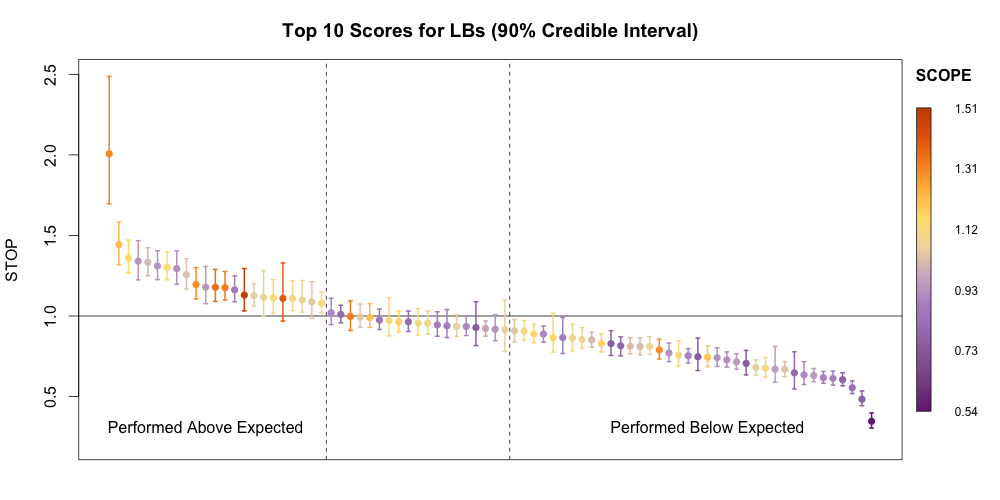 Top 10 Scores for LBs (90% Credible Interval)
SCOPE
STOP
2.5
2.0
1.5
1.0
0.5
Performed Above Expected
Performed Below Expected
1.51
1.31
1.12
0.93
0.73
0.54